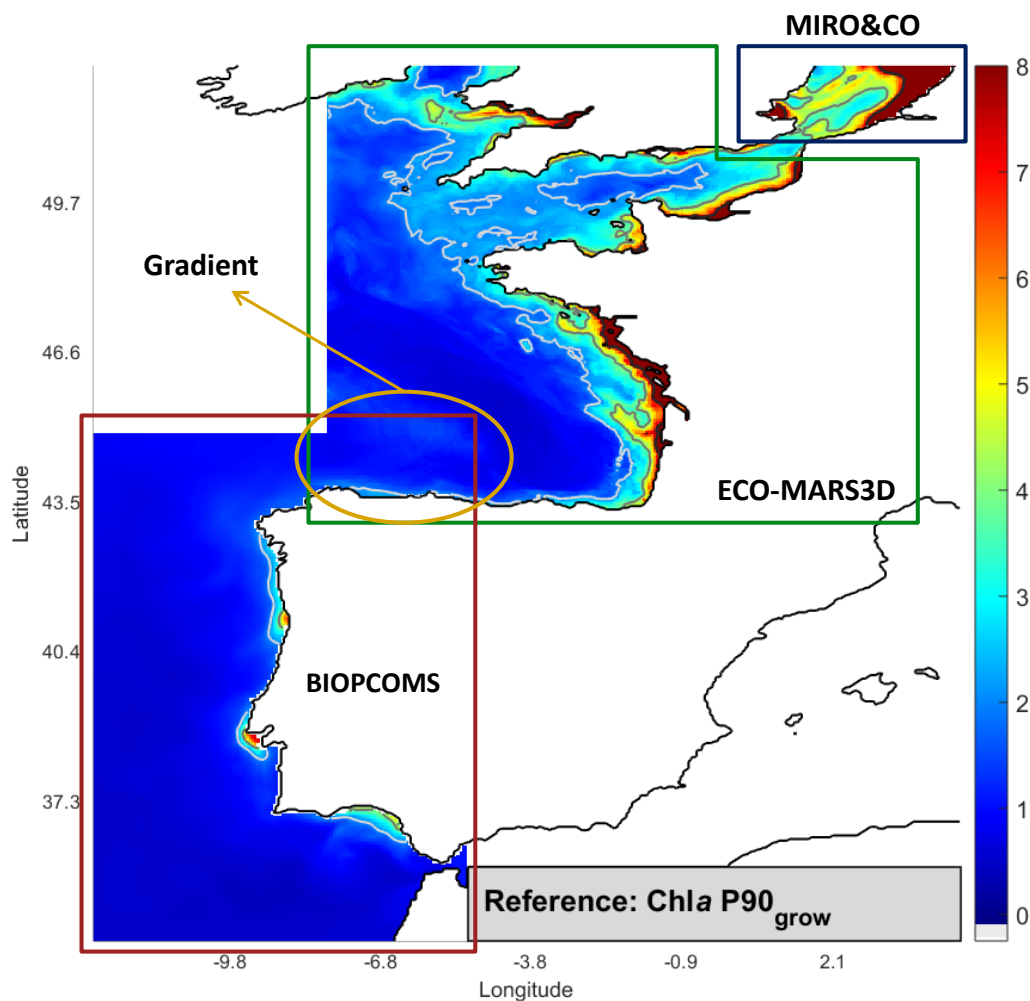 MIRO&CO
8
7
6
5
4
3
2
1
0
Gradient
ECO-MARS3D
BIOPCOMS
Reference: Chla P90grow
Latitude
49.7
46.6
43.5
40.4
37.3
-9.8
-6.8
-3.8
-0.9
2.1
Longitude